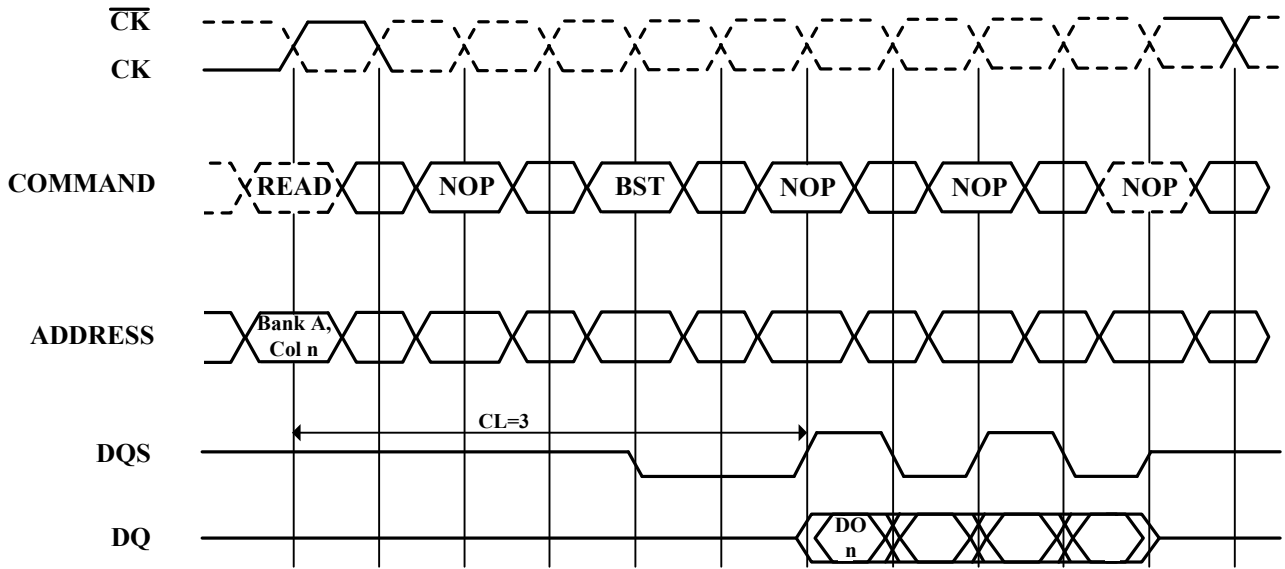 CK
CK
COMMAND
READ NOP BST NOP NOP NOP
ADDRESS
Bank A,
Col n
CL=3
DQS
DQ
DO
n